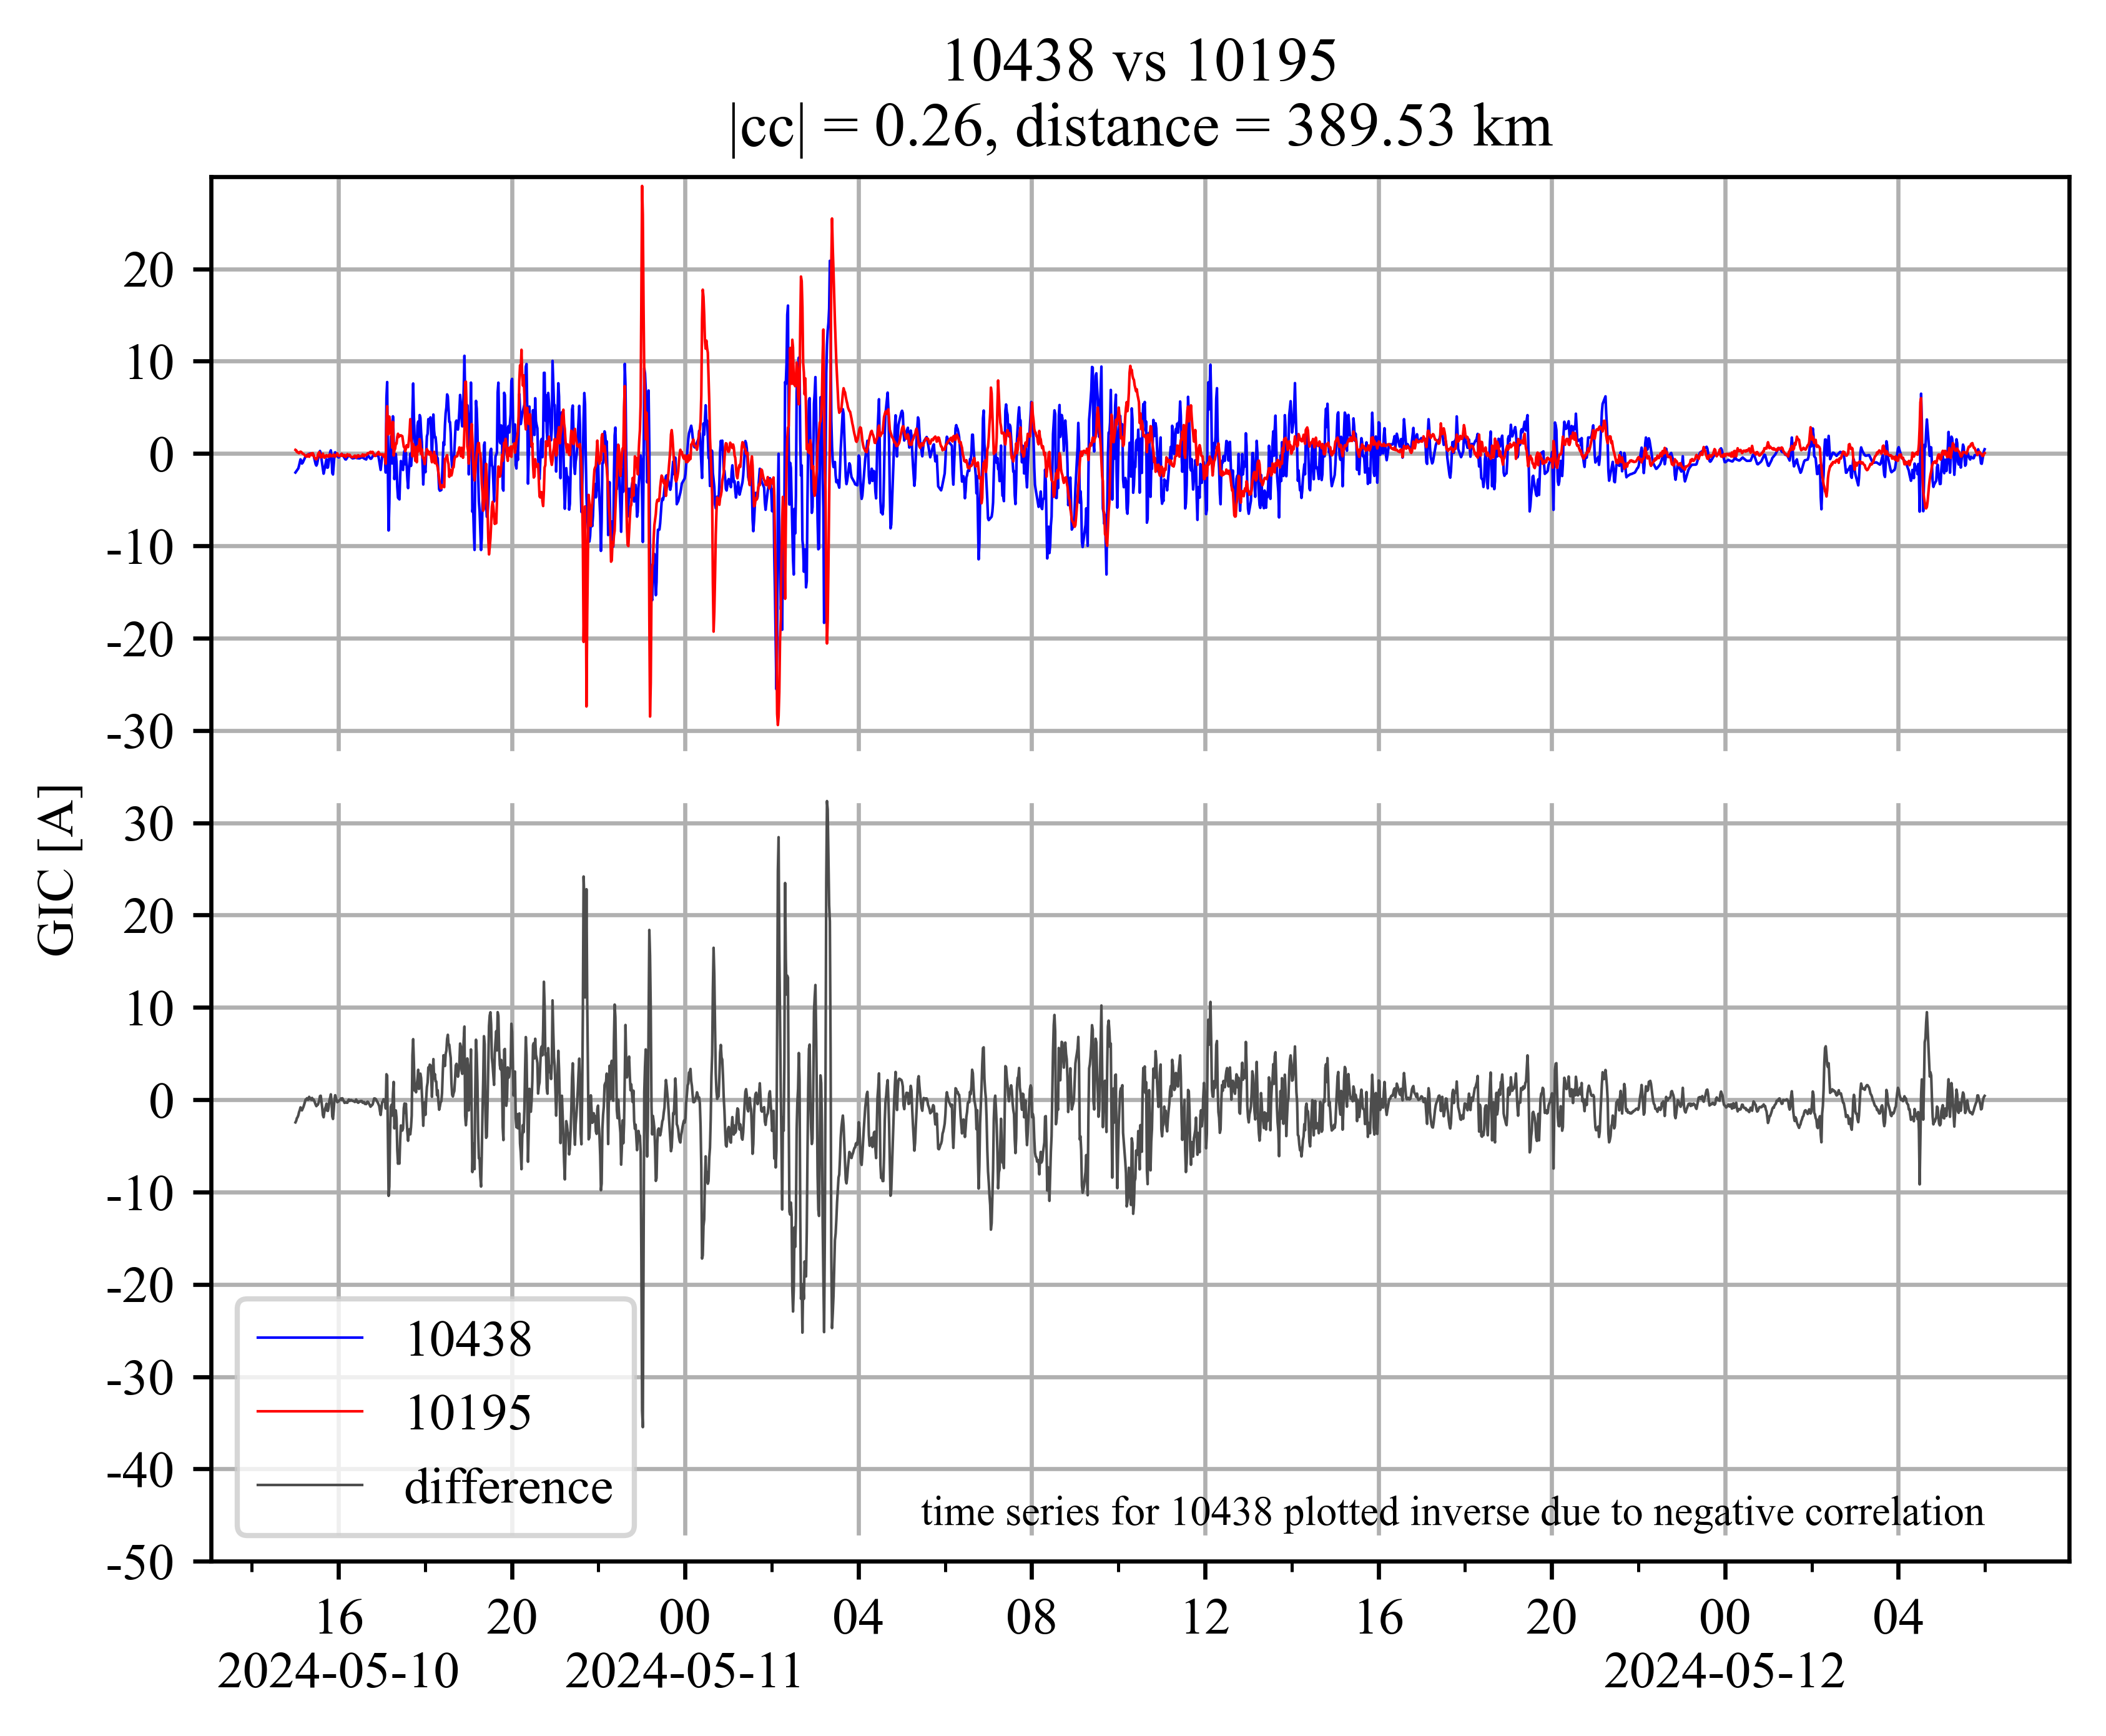 10438 vs 10195
|cc| = 0.26, distance = 389.53 km
GIC [A]
20
10
0
-10
-20
-30
30
20
10
0
-10
-20
-30
-40
-50
10438
10195
difference
time series for 10438 plotted inverse due to negative correlation
16 20 00 04 08 12 16 20 00 04
2024-05-10 2024-05-11 2024-05-12